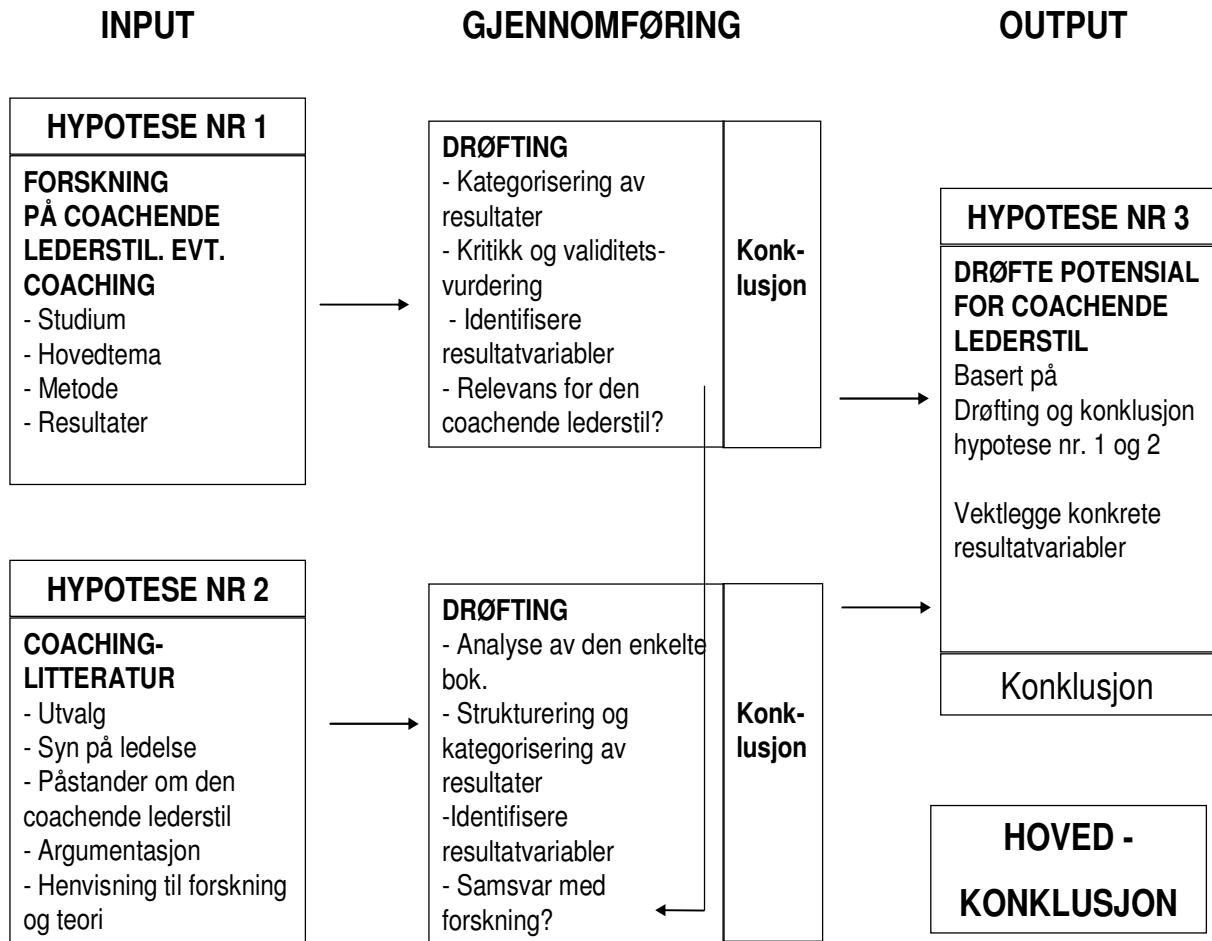 INPUT
GJENNOMFØRING
OUTPUT
HYPOTESE NR 1
FORSKNING
PÅ COACHENDE
LEDERSTIL. EVT.
COACHING
- Studium
- Hovedtema
- Metode
- Resultater
DRØFTING
- Kategorisering av
resultater
- Kritikk og validitets-
vurdering
- Identifisere
resultatvariabler
- Relevans for den
coachende lederstil?
Konk-
lusjon
HYPOTESE NR 2
COACHING-
LITTERATUR
- Utvalg
- Syn på ledelse
- Påstander om den
coachende lederstil
- Argumentasjon
- Henvisning til forskning
og teori
DRØFTING
- Analyse av den enkelte
bok.
- Strukturering og
kategorisering av
resultater
-Identifisere
resultatvariabler
- Samsvar med
forskning?
Konk-
lusjon
HYPOTESE NR 3
DRØFTE POTENSIAL
FOR COACHENDE
LEDERSTIL
Basert på
Drøfting og konklusjon
hypotese nr. 1 og 2
Vektlegge konkrete
resultatvariabler
Konklusjon
HOVED -
KONKLUSJON